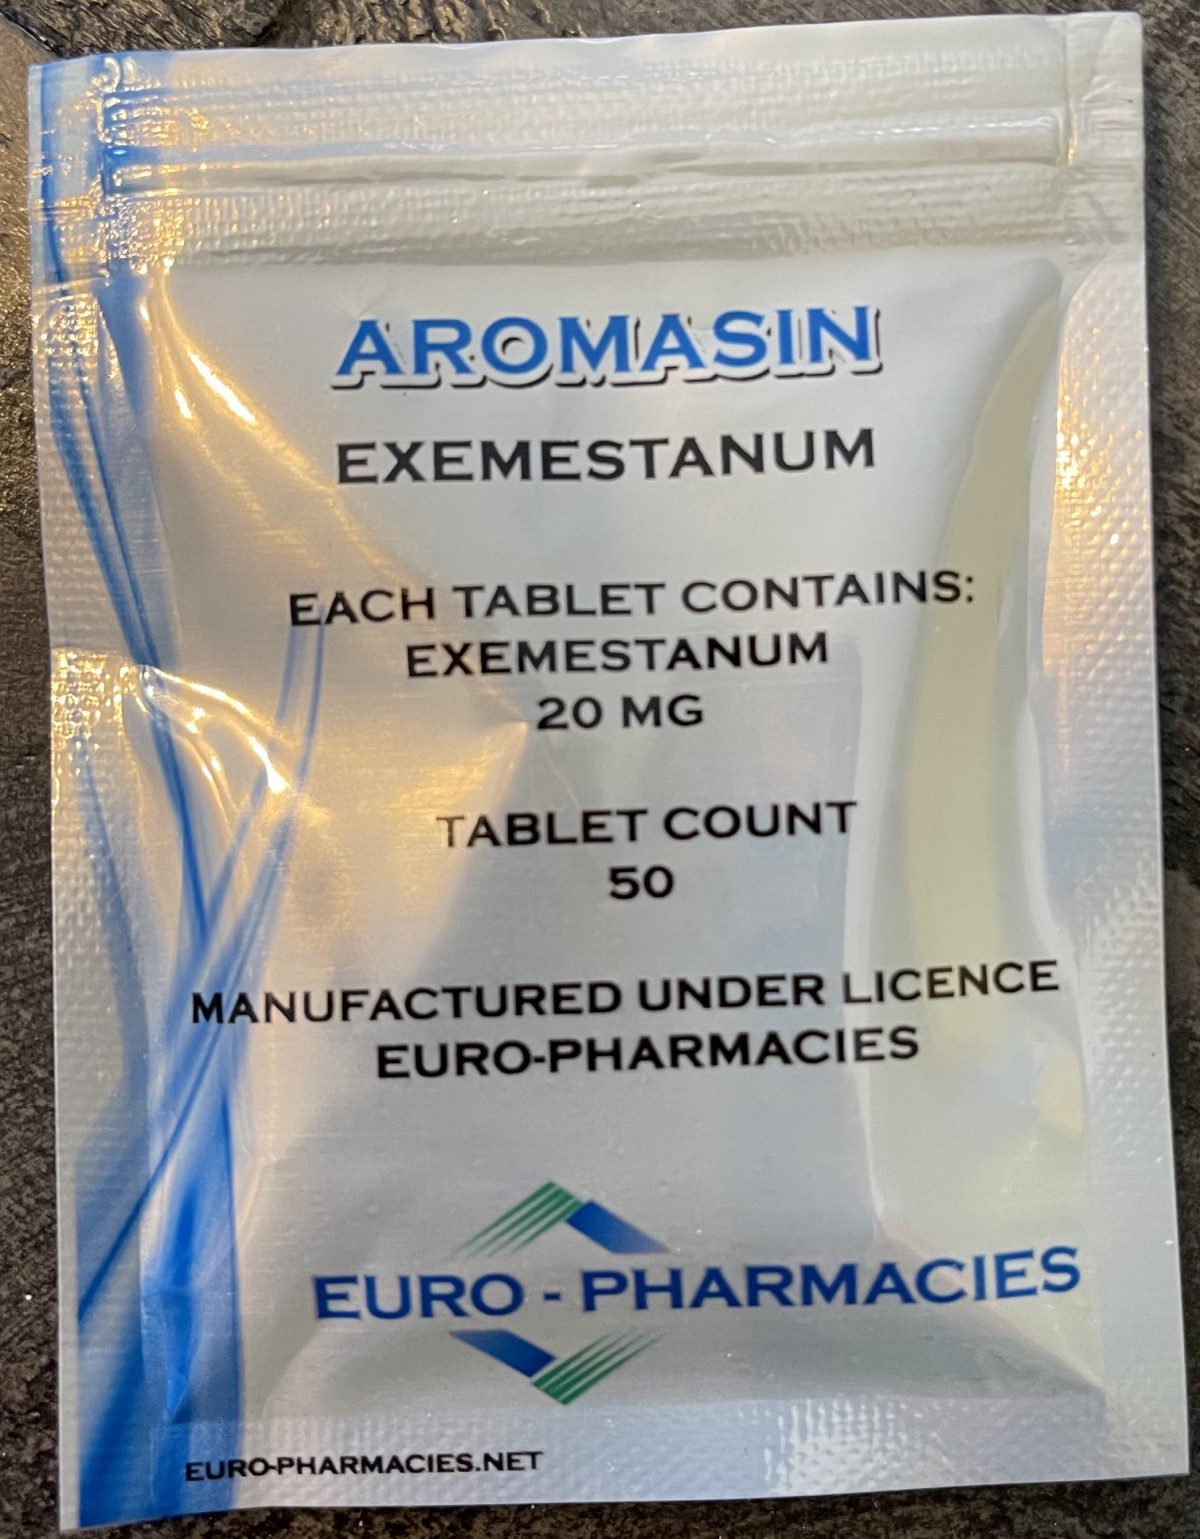 AROMASIN
EXEMESTANUM
EACH TABLET CONTAINS:
EXEMESTANUM
20 MG
TABLET COUNT
50
MANUFACTURED UNDER LICENCE
EURO-PHARMACIES
EURO - PHARMACIES
EURO-PHARMACIES.NET